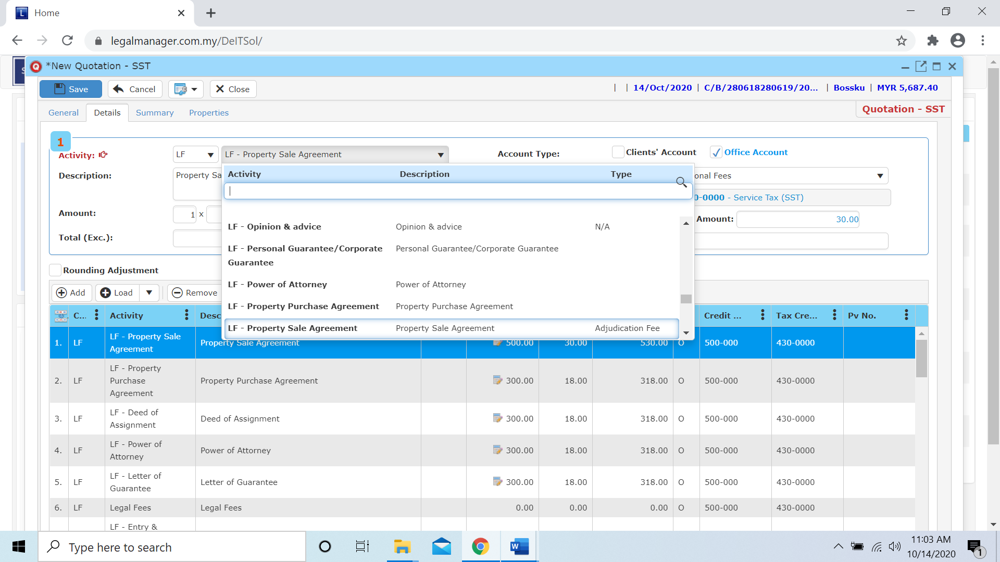 Home
legalmanager.com.my/DeITSol/
*New Quotation - SST
Save Cancel Close
| | 14/Oct/2020 | C/B/280618280619/20... | Bossku | MYR 5,687.40
General Details Summary Properties
Quotation - SST
1
Activity: LF LF - Property Sale Agreement Account Type: Clients' Account Office Account
Activity Description Type
Description: Property Sa onal Fees
0-0000 - Service Tax (SST)
Amount: 1 x Amount: 30.00
Total (Exc.):
LF - Opinion & advice Opinion & advice N/A
LF - Personal Guarantee/Corporate Personal Guarantee/Corporate Guarantee
Guarantee
LF - Power of Attorney Power of Attorney
LF - Property Purchase Agreement Property Purchase Agreement
LF - Property Sale Agreement Property Sale Agreement Adjudication Fee
Rounding Adjustment
Add Load Remove
C... Activity Desc Credit ... Tax Cre... Pv No.
1. LF LF - Property Sale Property Sale Agreement 500.00 30.00 530.00 O 500-000 430-0000
Agreement
LF - Property
2. LF Purchase Property Purchase Agreement 300.00 18.00 318.00 O 500-000 430-0000
Agreement
3. LF LF - Deed of Deed of Assignment 300.00 18.00 318.00 O 500-000 430-0000
Assignment
4. LF LF - Power of Power of Attorney 300.00 18.00 318.00 O 500-000 430-0000
Attorney
5. LF LF - Letter of Letter of Guarantee 300.00 18.00 318.00 O 500-000 430-0000
Guarantee
6. LF Legal Fees Legal Fees 0.00 0.00 0.00 O 500-000 430-0000
LF - Entry &
Type here to search
11:03 AM
10/14/2020
1